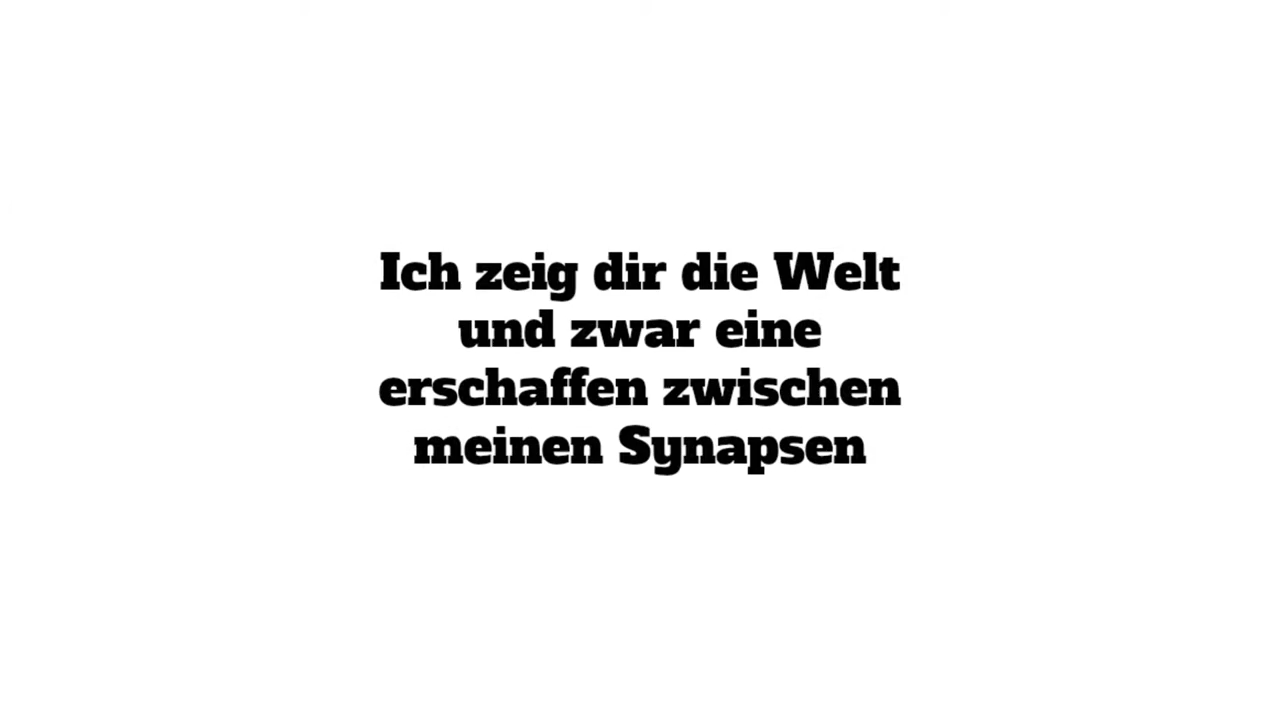 Ich zeig dir die Welt
und zwar eine
erschaffen zwischen
meinen Synapsen